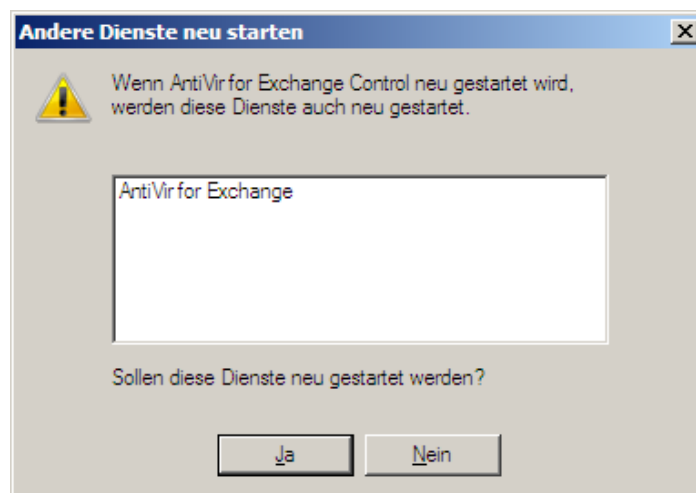 Andere Dienste neu starten
Wenn AntiVir for Exchange Control neu gestartet wird,
werden diese Dienste auch neu gestartet.
AntiVir for Exchange
Sollen diese Dienste neu gestartet werden?
Ja
Nein